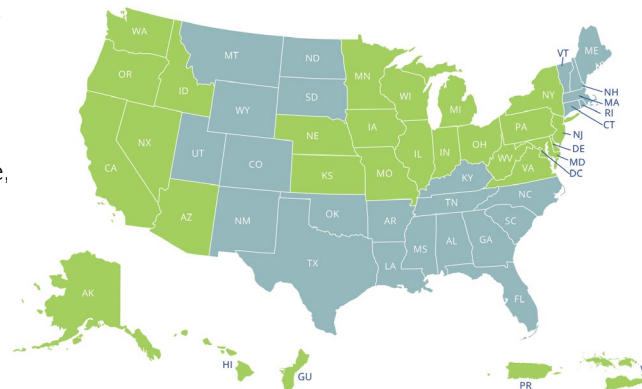 WA
OR
ID
MT
ND
SD
WY
NX
CA
UT
CO
AZ
NM
NE
KS
OK
TX
MN
IA
MO
AR
LA
WI
IL
MI
IN
OH
KY
TN
MS
AL
GA
FL
SC
NC
VA
WV
PA
NY
VT
ME
NH
MA
RI
CT
NJ
DE
MD
DC
AK
HI
GU
PR
e,